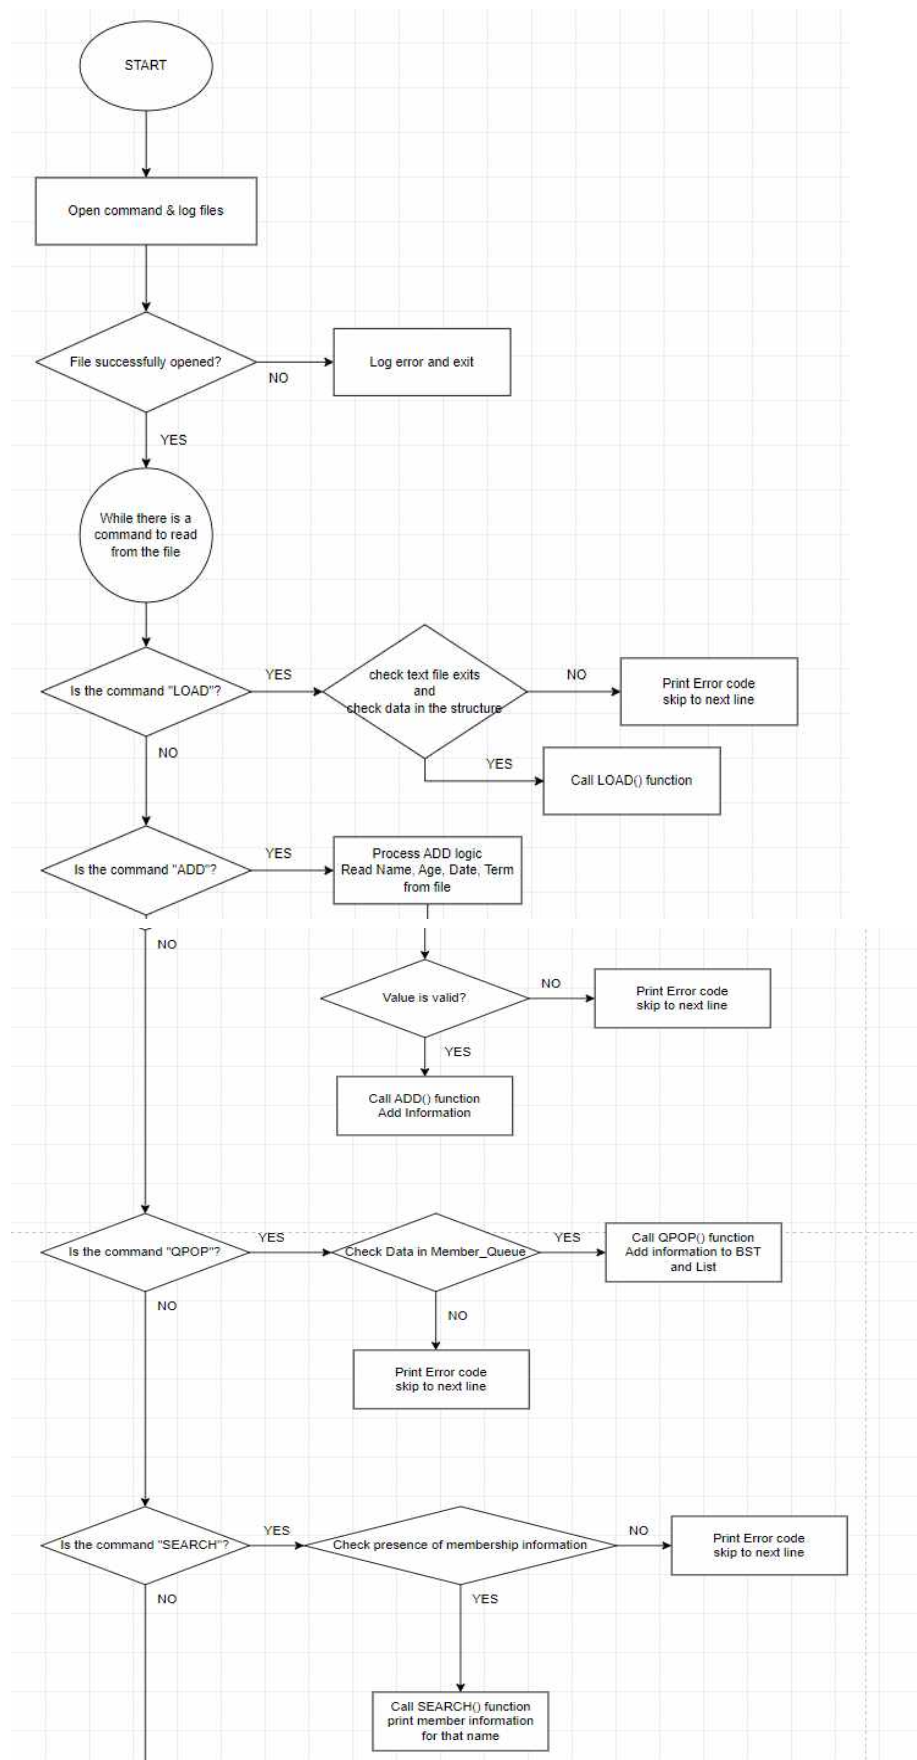 START
Open command & log files
File successfully opened?
NO
Log error and exit
YES
While there is a
command to read
from the file
Is the command "LOAD"?
YES
check text file exits
and
check data in the structure
NO
Print Error code
skip to next line
YES
Call LOAD() function
NO
Is the command "ADD"?
YES
Process ADD logic
Read Name, Age, Date, Term
from file
NO
Value is valid?
NO
Print Error code
skip to next line
YES
Call ADD() function
Add Information
Is the command "QPOP"?
YES
Check Data in Member_Queue
YES
Call QPOP() function
Add information to BST
and List
NO
NO
Print Error code
skip to next line
Is the command "SEARCH"?
YES
Check presence of membership information
NO
Print Error code
skip to next line
NO
YES
Call SEARCH() function
print member information
for that name